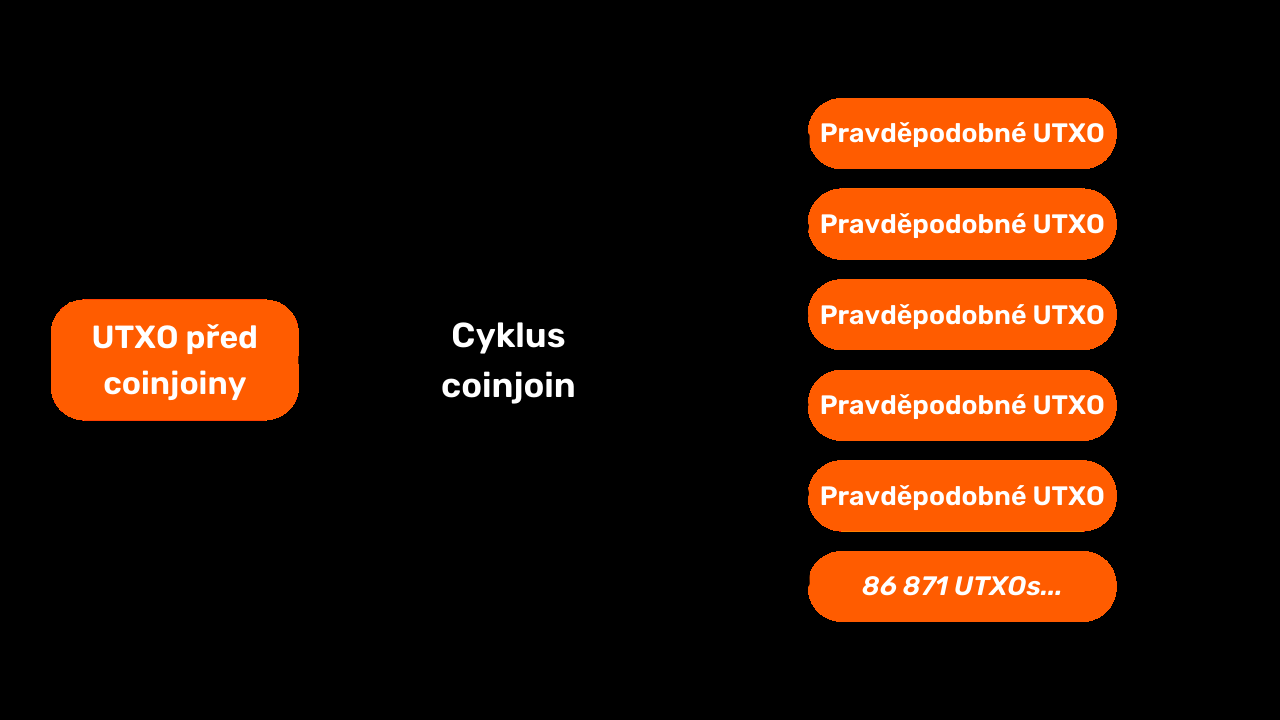 UTXO před
coinjoiny
Cyklus
coinjoin
Pravděpodobné UTXO
Pravděpodobné UTXO
Pravděpodobné UTXO
Pravděpodobné UTXO
Pravděpodobné UTXO
86 871 UTXOs...